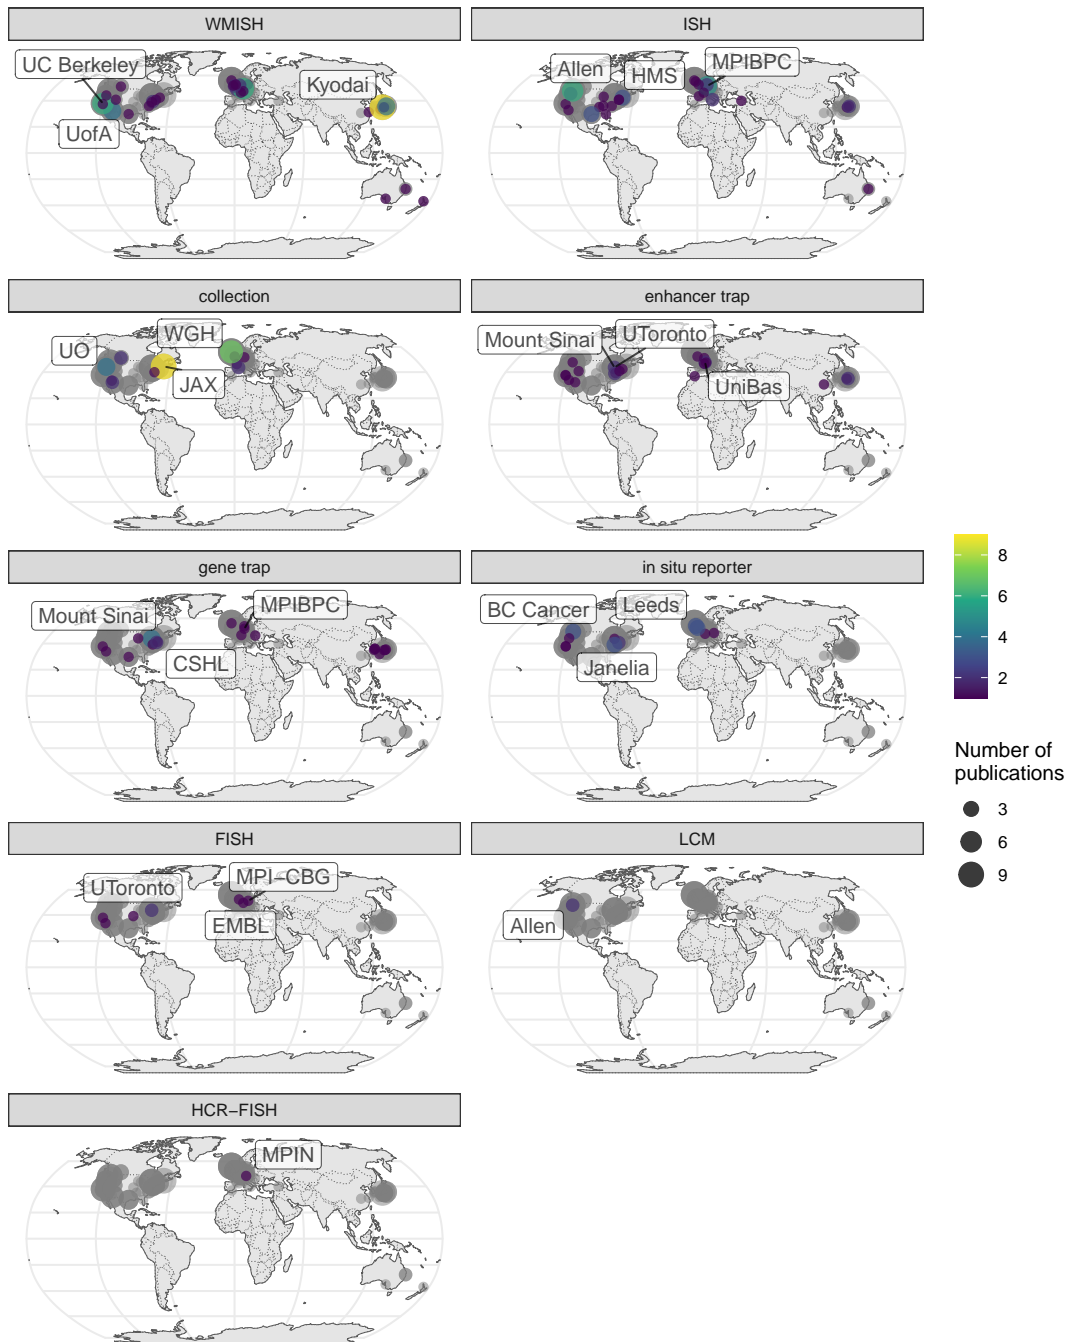 WMISH
ISH
UC Berkeley
UofA
Kyodai
Allen
HMS
MPIBPC
collection
enhancer trap
UO
WGH
JAX
Mount Sinai
UToronto
UniBas
gene trap
in situ reporter
Mount Sinai
MPIBPC
CSHL
BC Cancer
Leeds
Janelia
8
6
4
2
Number of
publications
3
6
9
FISH
LCM
UToronto
MPI−CBG
EMBL
Allen
HCR−FISH
MPIN